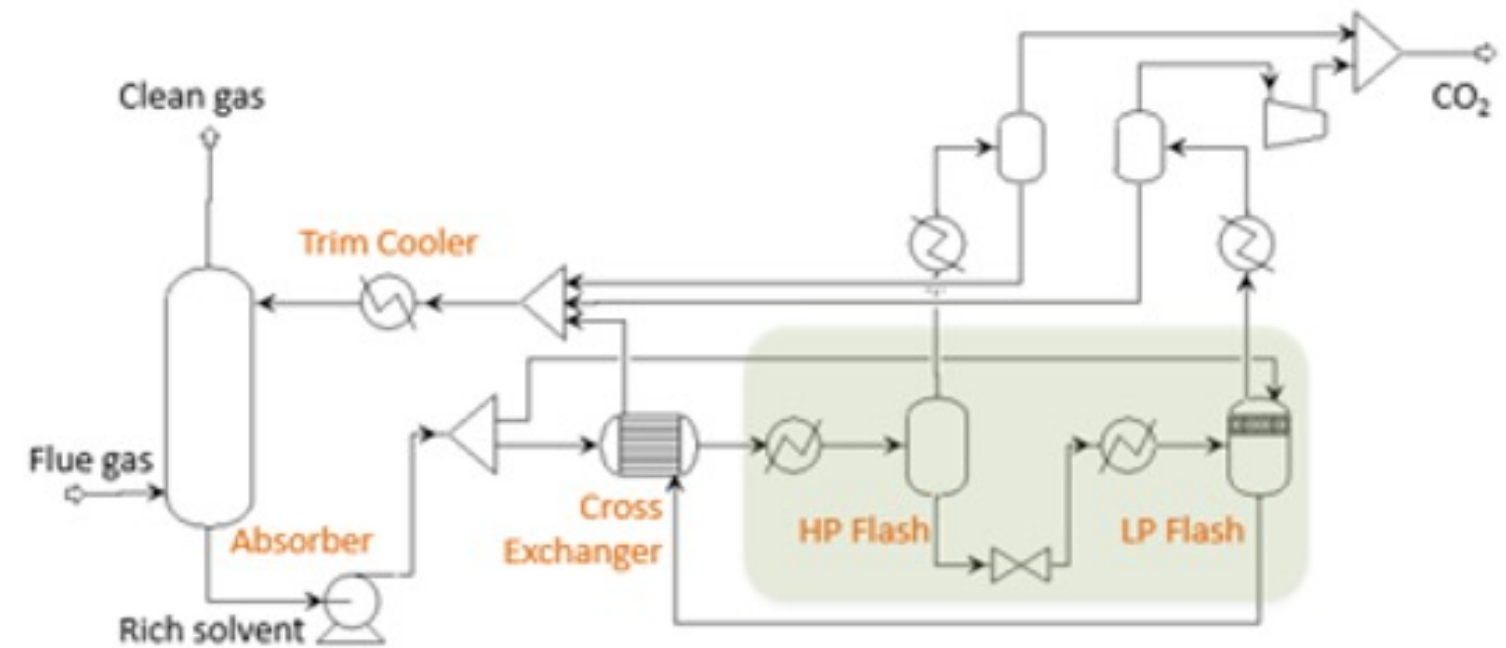 Clean gas
CO₂
Trim Cooler
Flue gas
Absorber
Cross
Exchanger
HP Flash
LP Flash
Rich solvent